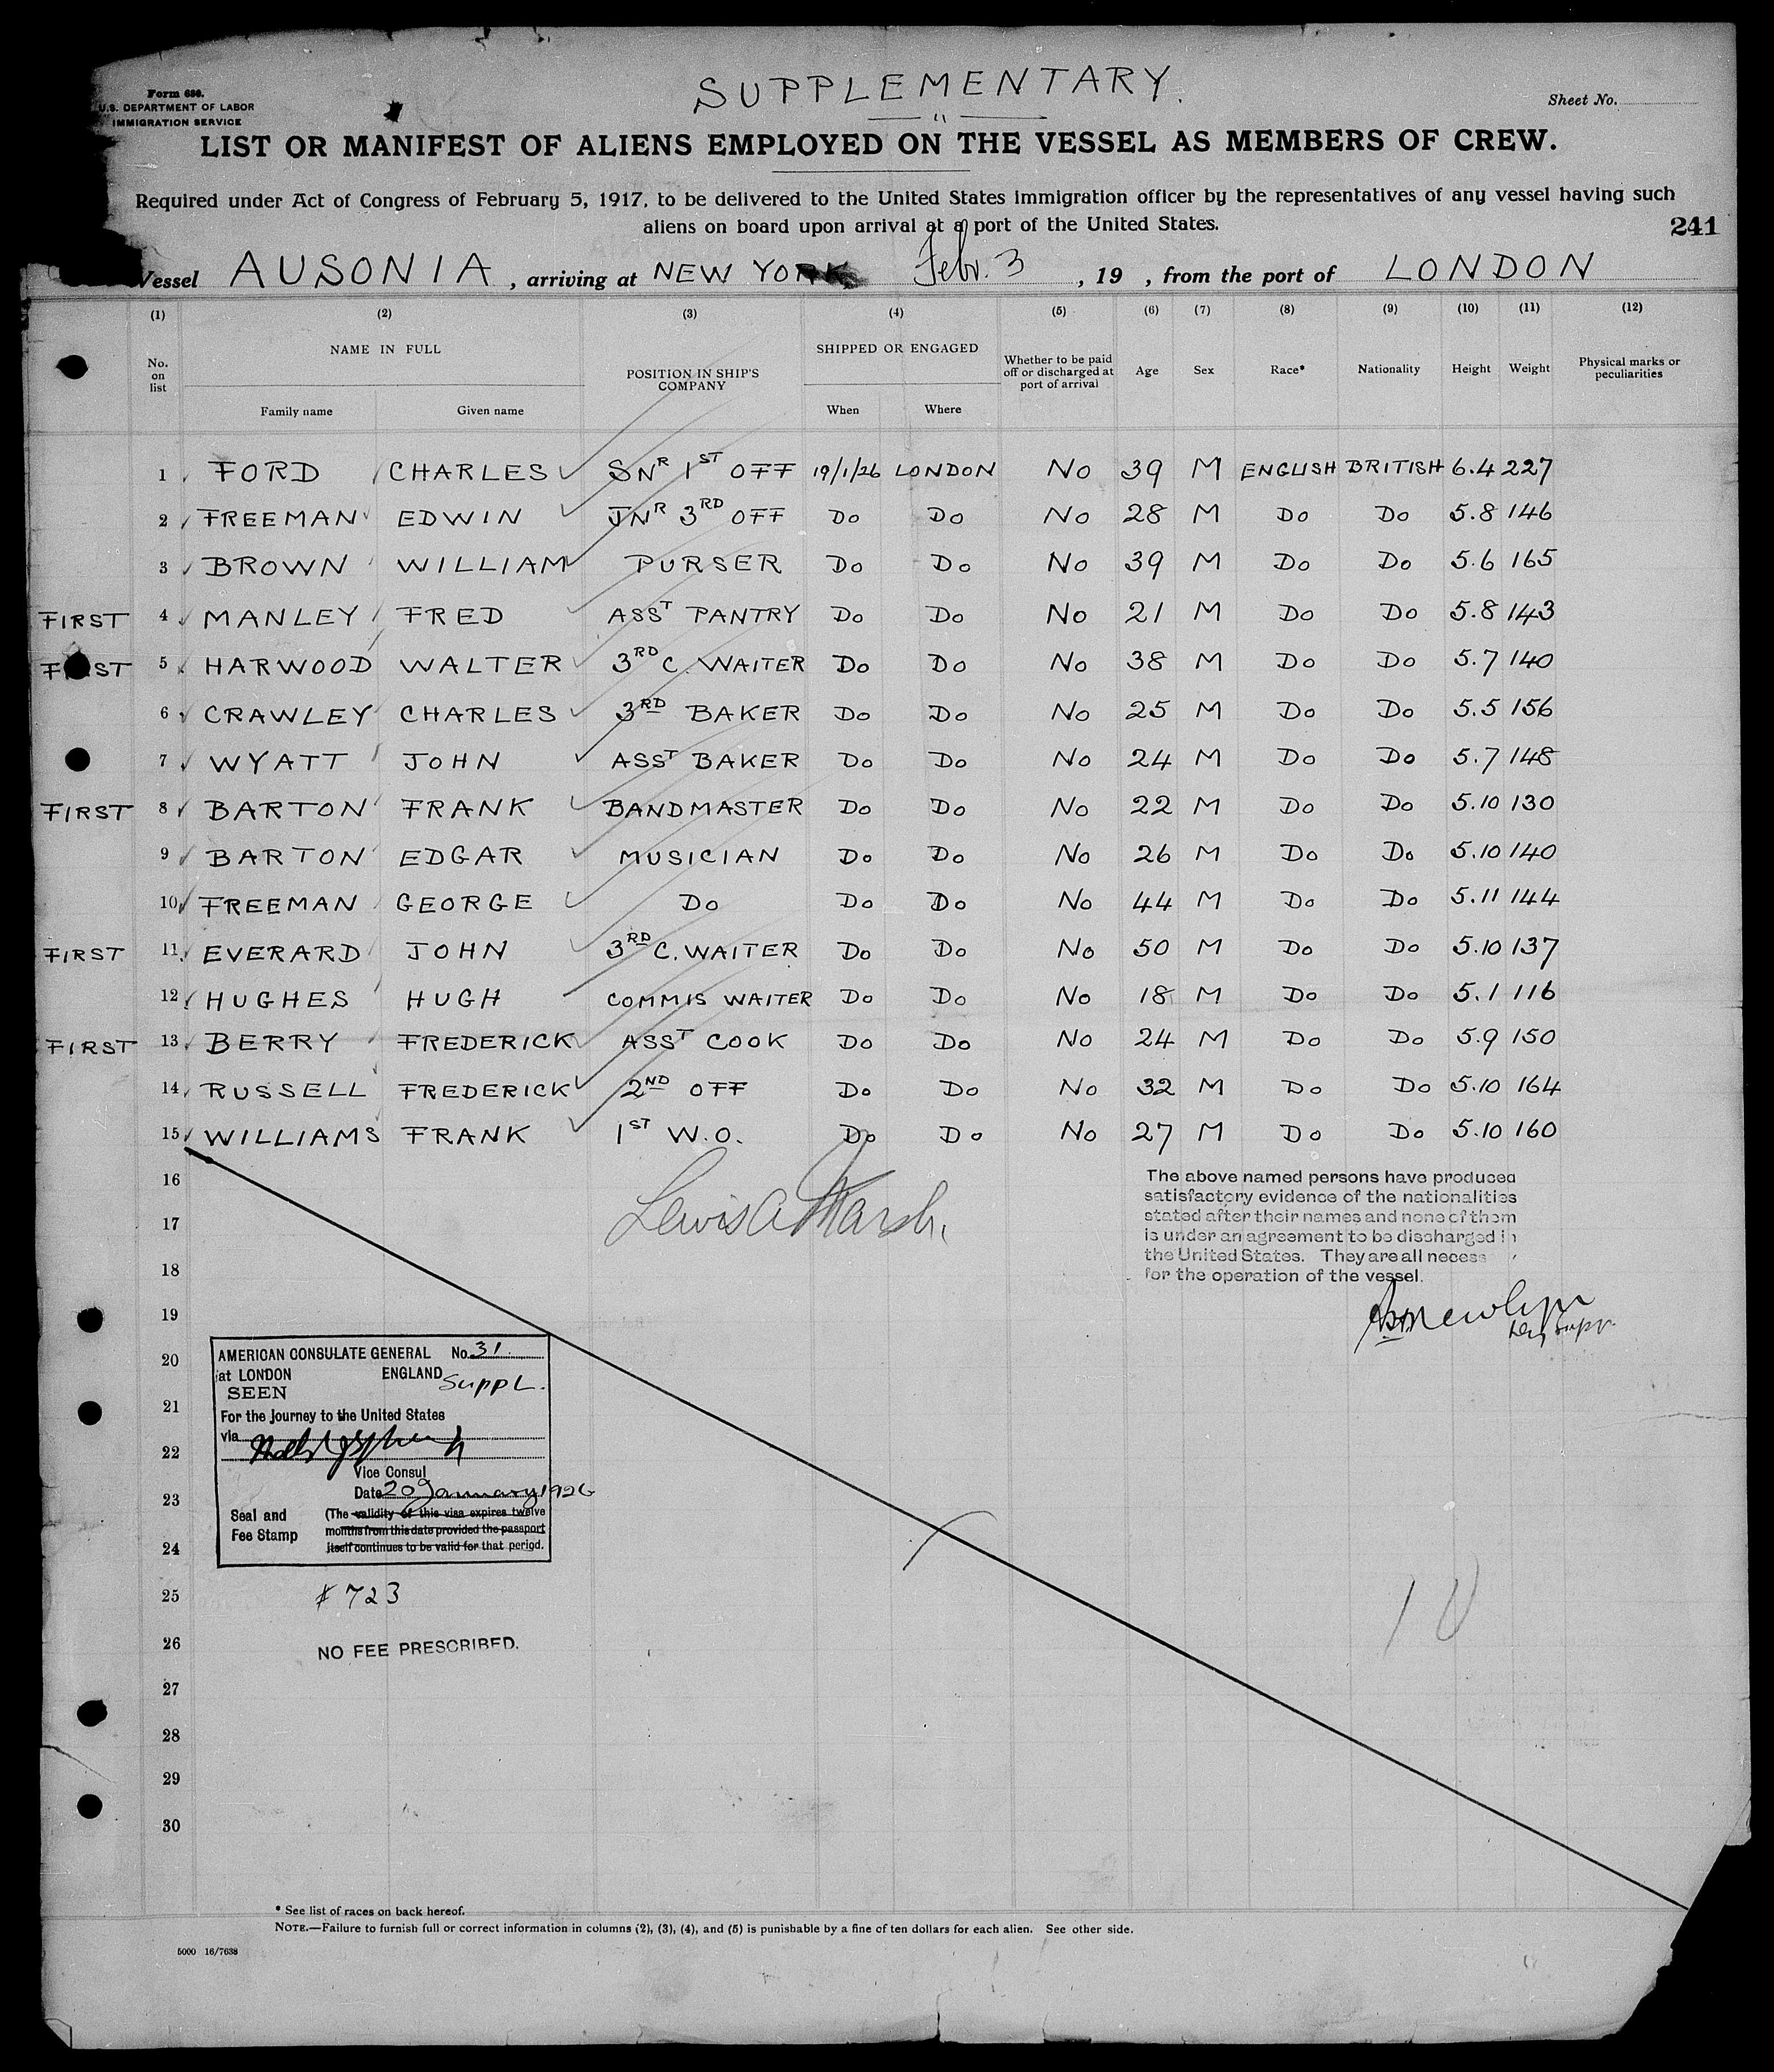 SUPPLEMENTARY.
Form 680.
U.S. DEPARTMENT OF LABOR
IMMIGRATION SERVICE
Sheet No.
LIST OR MANIFEST OF ALIENS EMPLOYED ON THE VESSEL AS MEMBERS OF CREW.
Required under Act of Congress of February 5, 1917, to be delivered to the United States immigration officer by the representatives of any vessel having such
aliens on board upon arrival at a port of the United States.
241
Vessel AUSONIA, arriving at NEW YORK Febr. 3, 19 , from the port of LONDON
(1) (2) (3) (4) (5) (6) (7) (8) (9) (10) (11) (12)
No. on list NAME IN FULL Family name Given name POSITION IN SHIP'S COMPANY SHIPPED OR ENGAGED When Where Whether to be paid off or discharged at port of arrival Age Sex Race* Nationality Height Weight Physical marks or peculiarities
1 FORD CHARLES SNR 1ST OFF 19/1/26 LONDON No 39 M ENGLISH BRITISH 6.4 227
2 FREEMAN EDWIN JNR 3RD OFF Do Do No 28 M Do Do 5.8 146
3 BROWN WILLIAM PURSER Do Do No 39 M Do Do 5.6 165
FIRST 4 MANLEY FRED ASST PANTRY Do Do No 21 M Do Do 5.8 143
FIRST 5 HARWOOD WALTER 3RD C. WAITER Do Do No 38 M Do Do 5.7 140
6 CRAWLEY CHARLES 3RD BAKER Do Do No 25 M Do Do 5.5 156
7 WYATT JOHN ASST BAKER Do Do No 24 M Do Do 5.7 148
FIRST 8 BARTON FRANK BANDMASTER Do Do No 22 M Do Do 5.10 130
9 BARTON EDGAR MUSICIAN Do Do No 26 M Do Do 5.10 140
10 FREEMAN GEORGE Do Do Do No 44 M Do Do 5.11 144
FIRST 11 EVERARD JOHN 3RD C. WAITER Do Do No 50 M Do Do 5.10 137
12 HUGHES HUGH COMMIS WAITER Do Do No 18 M Do Do 5.1 116
FIRST 13 BERRY FREDERICK ASST COOK Do Do No 24 M Do Do 5.9 150
14 RUSSELL FREDERICK 2ND OFF Do Do No 32 M Do Do 5.10 164
15 WILLIAMS FRANK 1ST W.O. Do Do No 27 M Do Do 5.10 160
16
17
18
19
20
21
22
23
24
25
26
27
28
29
30
Lewis A Marsh
The above named persons have produced
satisfactory evidence of the nationalities
stated after their names and none of them
is under an agreement to be discharged in
the United States. They are all necess
for the operation of the vessel.
AMERICAN CONSULATE GENERAL No. 31
at LONDON ENGLAND Suppl.
SEEN
For the Journey to the United States
via
Vice Consul
Date 20 January 1926
Seal and
Fee Stamp
(The validity of this visa expires twelve
months from this date provided the passport
itself continues to be valid for that period.
# 723
NO FEE PRESCRIBED.
10
* See list of races on back hereof.
NOTE.—Failure to furnish full or correct information in columns (2), (3), (4), and (5) is punishable by a fine of ten dollars for each alien. See other side.
5000 16/7638